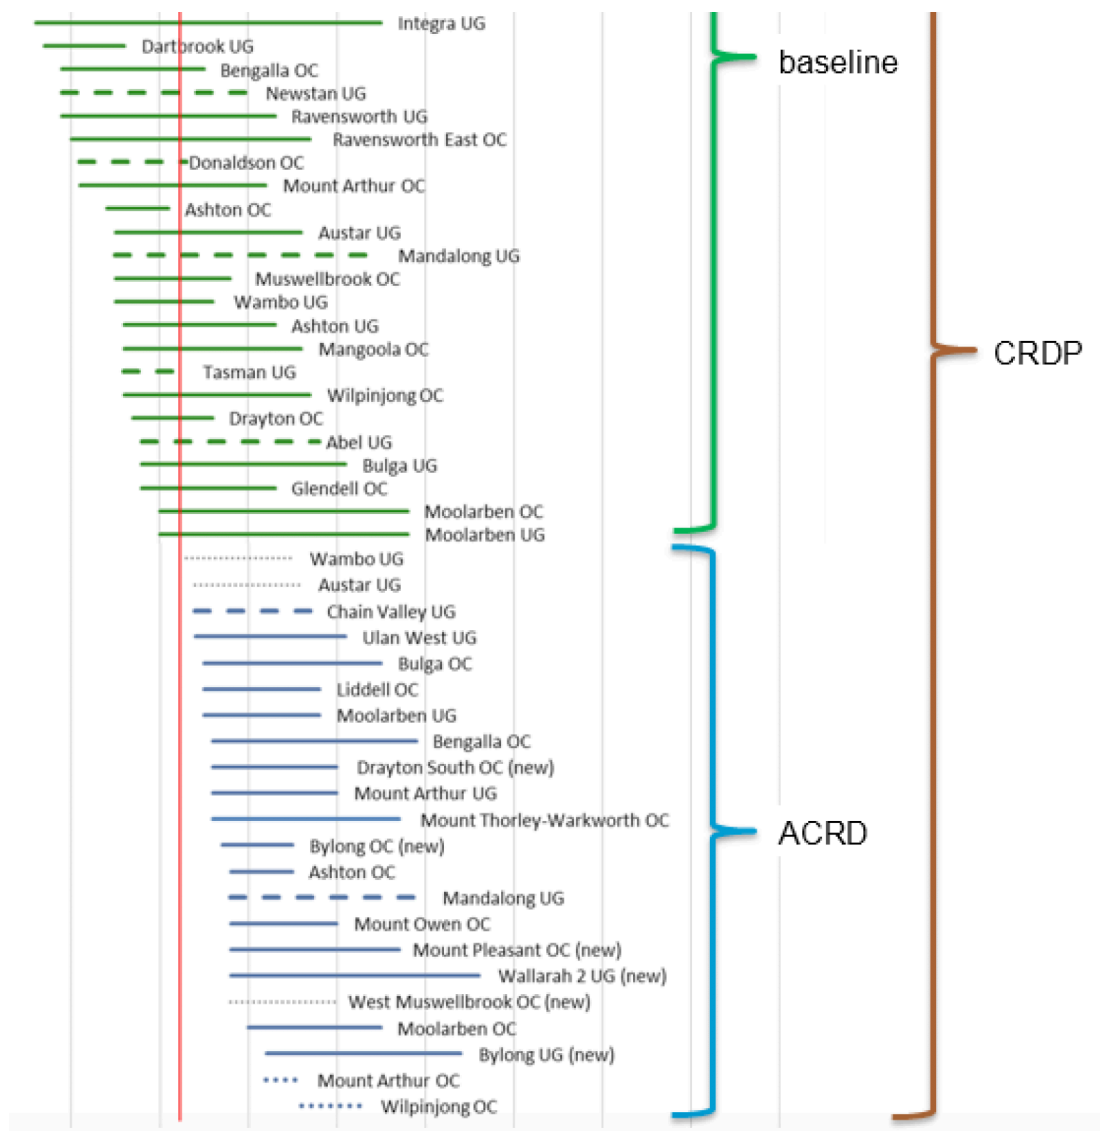 Integra UG
baseline
Dartbrook UG
Bengalla OC
Newstan UG
Ravensworth UG
Ravensworth East OC
Donaldson OC
Mount Arthur OC
Ashton OC
Austar UG
Mandalong UG
Muswellbrook OC
Wambo UG
Ashton UG
Mangoola OC
CRDP
Tasman UG
Wilpinjong OC
Drayton OC
Abel UG
Bulga UG
Glendell OC
Moolarben OC
Moolarben UG
Wambo UG
Austar UG
Chain Valley UG
Ulan West UG
Bulga OC
Liddell OC
Moolarben UG
Bengalla OC
Drayton South OC (new)
Mount Arthur UG
Mount Thorley-Warkworth OC
ACRD
Bylong OC (new)
Ashton OC
Mandalong UG
Mount Owen OC
Mount Pleasant OC (new)
Wallarah 2 UG (new)
West Muswellbrook OC (new)
Moolarben OC
Bylong UG (new)
Mount Arthur OC
Wilpinjong OC